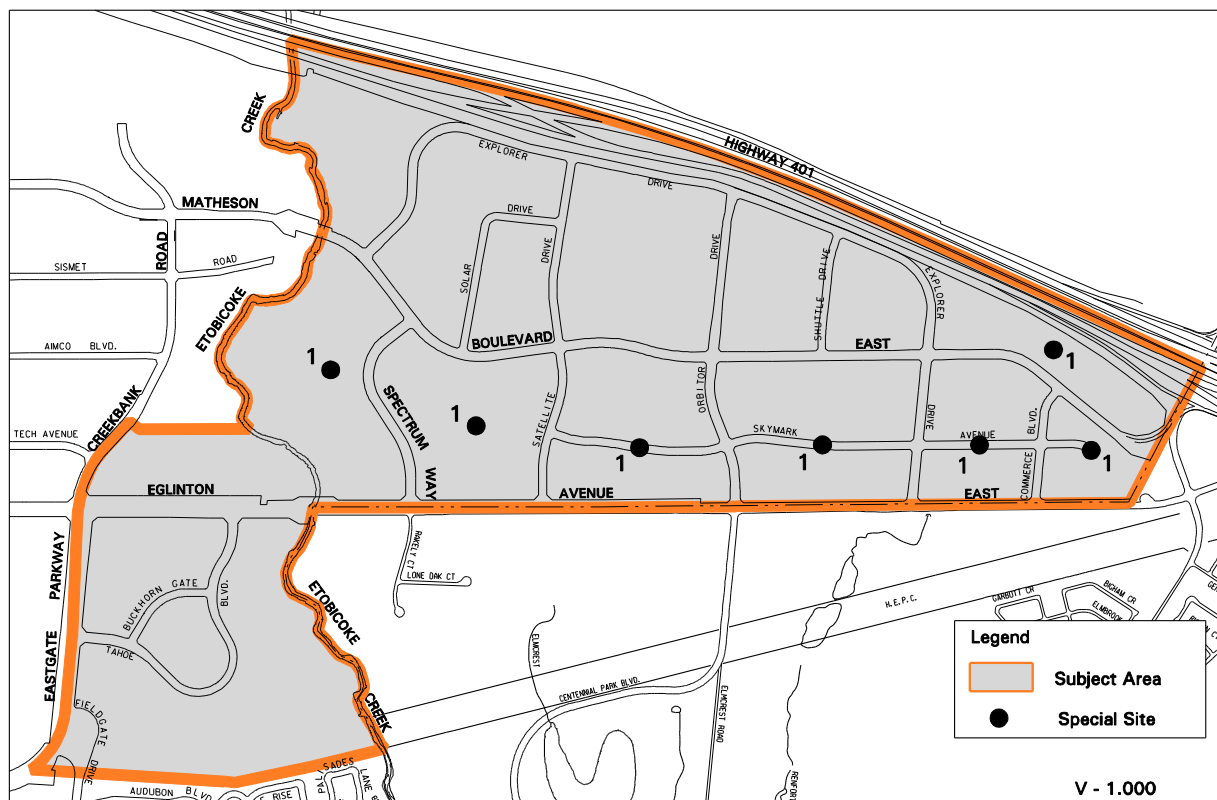 HIGHWAY 401
CREEK
EXPLORER
DRIVE
MATHESON
DRIVE
ROAD
DRIVE
DRIVE
SHUTTLE DRIVE
SISMET
ROAD
SOLAR
EXPLORER
ETOBICOKE
AIMCO BLVD.
BOULEVARD
EAST
1
1
ORBITOR
CREEKBANK
SPECTRUM
WAY
1
SATELLITE
TECH AVENUE
SKYMARK
AVENUE
DRIVE
BLVD.
1
1
1
1
COMMERCE
EGLINTON
AVENUE
EAST
PARKWAY
EASTGATE
BUCKHORN GATE
BLVD.
TAHOE
FIELDGATE
DRIVE
ETOBICOKE
CREEK
RAKELY CT
LONE OAK CT
ELMCREST
CENTENNIAL PARK BLVD.
ELMCREST ROAD
H.E.P.C.
GARBUTT CR
BIGHAM CR
ELMBROOK
AUDUBON BLVD
RISE
PALISADES
LANE
Legend
Subject Area
Special Site
V - 1.000